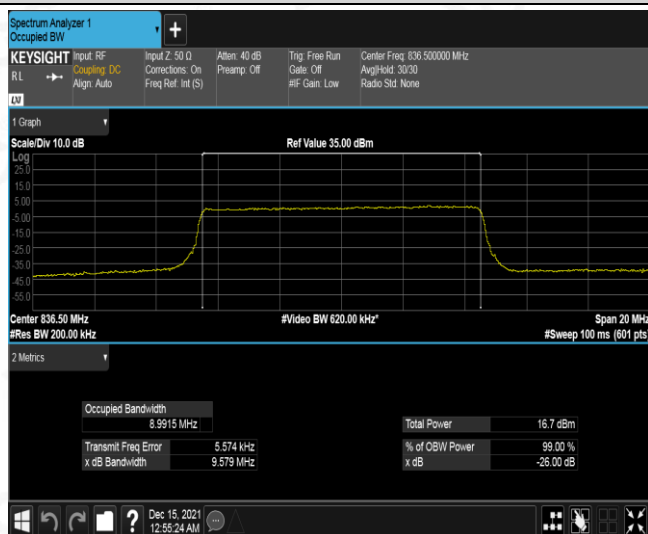 Spectrum Analyzer 1
Occupied BW
+
KEYSIGHT
RL
LXI
Input: RF
Coupling: DC
Align: Auto
Input Z: 50 Ω
Corrections: On
Freq Ref: Int (S)
Atten: 40 dB
Preamp: Off
Trig: Free Run
Gate: Off
#IF Gain: Low
Center Freq: 836.500000 MHz
Avg|Hold: 30/30
Radio Std: None
1 Graph
Scale/Div 10.0 dB
Ref Value 35.00 dBm
Log
25.0
15.0
5.00
-5.00
-15.0
-25.0
-35.0
-45.0
-55.0
Center 836.50 MHz
#Video BW 620.00 kHz*
Span 20 MHz
#Res BW 200.00 kHz
#Sweep 100 ms (601 pts)
2 Metrics
Occupied Bandwidth
8.9915 MHz
Total Power 16.7 dBm
Transmit Freq Error 5.574 kHz
% of OBW Power 99.00 %
x dB Bandwidth 9.579 MHz
x dB -26.00 dB
?
Dec 15, 2021
12:55:24 AM